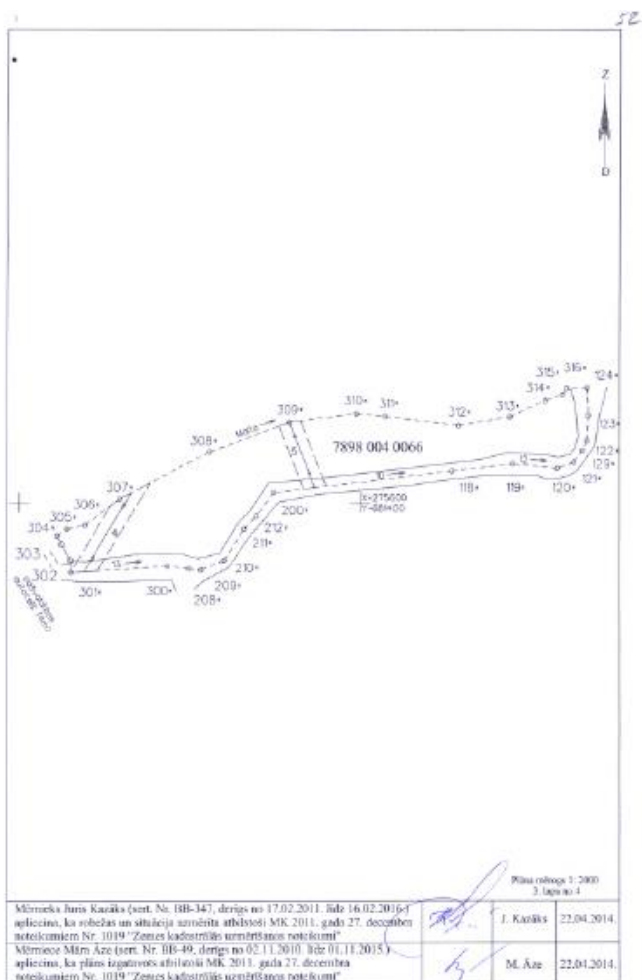 52
Z
D
315 316 124
314
310 311
309
312 313
123
308
7898 004 0066
122
129
121
307
118 119 120
306
X=275600
200
305
212
304
211
303
210
302
209
301 300
208
Plāna mērogs 1: 2000
3. lapa no 4
Mērnieks Juris Kazāks (sert. Nr. BB-347, derīgs no 17.02.2011. līdz 16.02.2016.)
apliecina, ka robežas un situācija uzmērīta atbilstoši MK 2011. gada 27. decembra
noteikumiem Nr. 1019 "Zemes kadastrālās uzmērīšanas noteikumi"
J. Kazāks 22.04.2014.
Mērniece Māra Āze (sert. Nr. BB-49, derīgs no 02.11.2010. līdz 01.11.2015.)
apliecina, ka plāns izgatavots atbilstoši MK 2011. gada 27. decembra
noteikumiem Nr. 1019 "Zemes kadastrālās uzmērīšanas noteikumi"
M. Āze 22.04.2014.